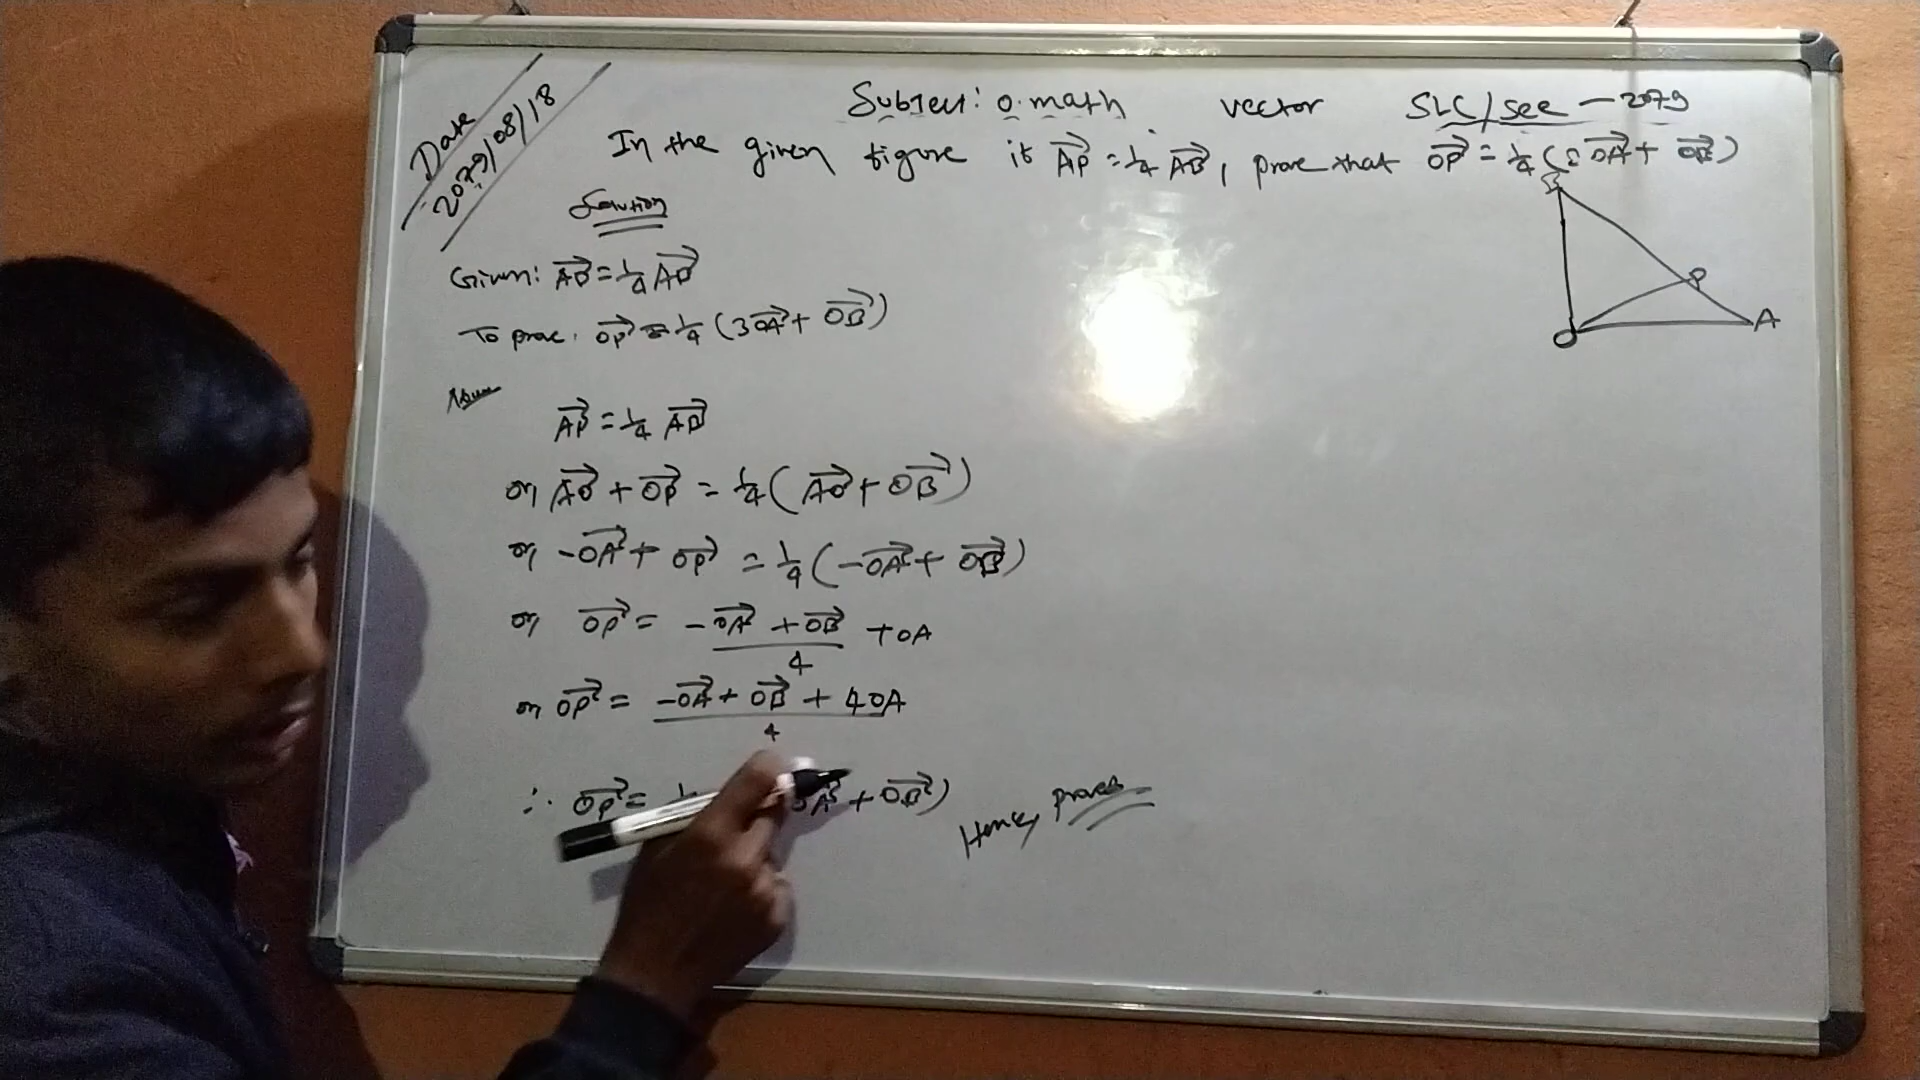 Date
2079/08/18
Subject: O. math vector SLC/see - 2079
In the given figure if AP⃗ = 1/4 AB⃗, prove that OP⃗ = 1/4 (3 OA⃗ + OB⃗)
Solution
Given: AP⃗ = 1/4 AB⃗
To prove: OP⃗ = 1/4 (3OA⃗ + OB⃗)
Now
AP⃗ = 1/4 AB⃗
or, AO⃗ + OP⃗ = 1/4 (AO⃗ + OB⃗)
or, -OA⃗ + OP⃗ = 1/4 (-OA⃗ + OB⃗)
or, OP⃗ = (-OA⃗ + OB⃗)/4 + OA
or, OP⃗ = (-OA⃗ + OB⃗ + 4OA)/4
∴ OP⃗ = OA⃗ + OB⃗)
Hence, proved
B
P
O
A